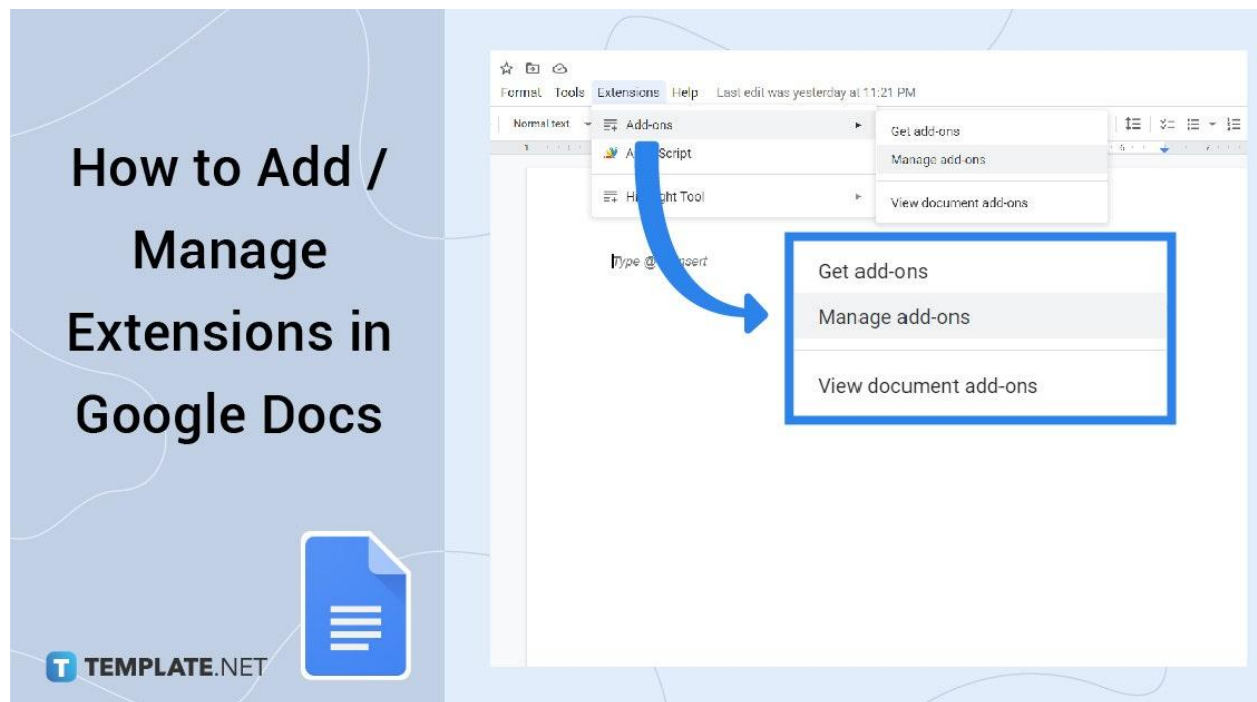 How to Add /
Manage
Extensions in
Google Docs
TEMPLATE.NET
Format Tools Extensions Help Last edit was yesterday at 11:21 PM
Normal text
Add-ons
Script
Tool
Get add-ons
Manage add-ons
View document add-ons
Type @
Get add-ons
Manage add-ons
View document add-ons